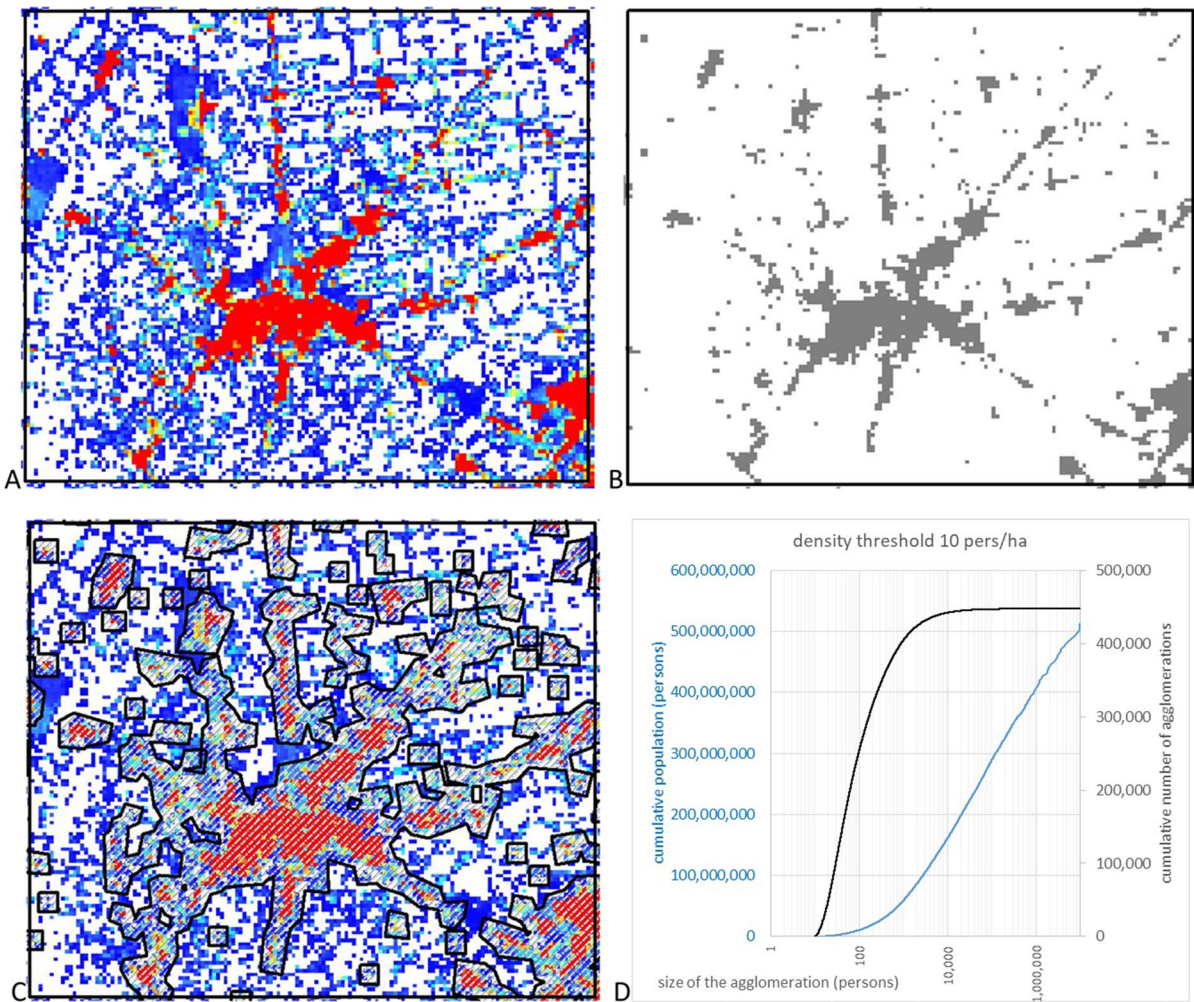 A
B
C
D
density threshold 10 pers/ha
600,000,000
500,000,000
400,000,000
300,000,000
200,000,000
100,000,000
0
cumulative population (persons)
500,000
400,000
300,000
200,000
100,000
0
cumulative number of agglomerations
1
100
10,000
1,000,000
size of the agglomeration (persons)